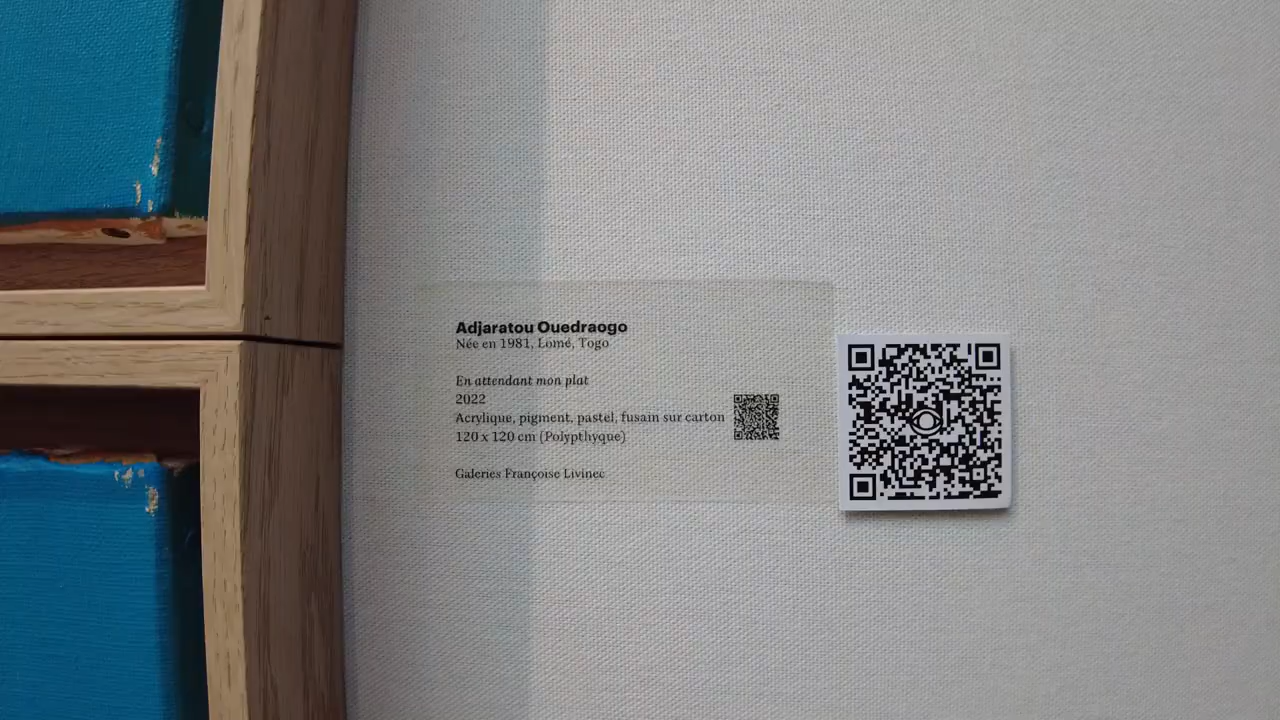 Adjaratou Ouedraogo
Née en 1981, Lomé, Togo
En attendant mon plat
2022
Acrylique, pigment, pastel, fusain sur carton
120 x 120 cm (Polypthyque)
Galeries Françoise Livinec